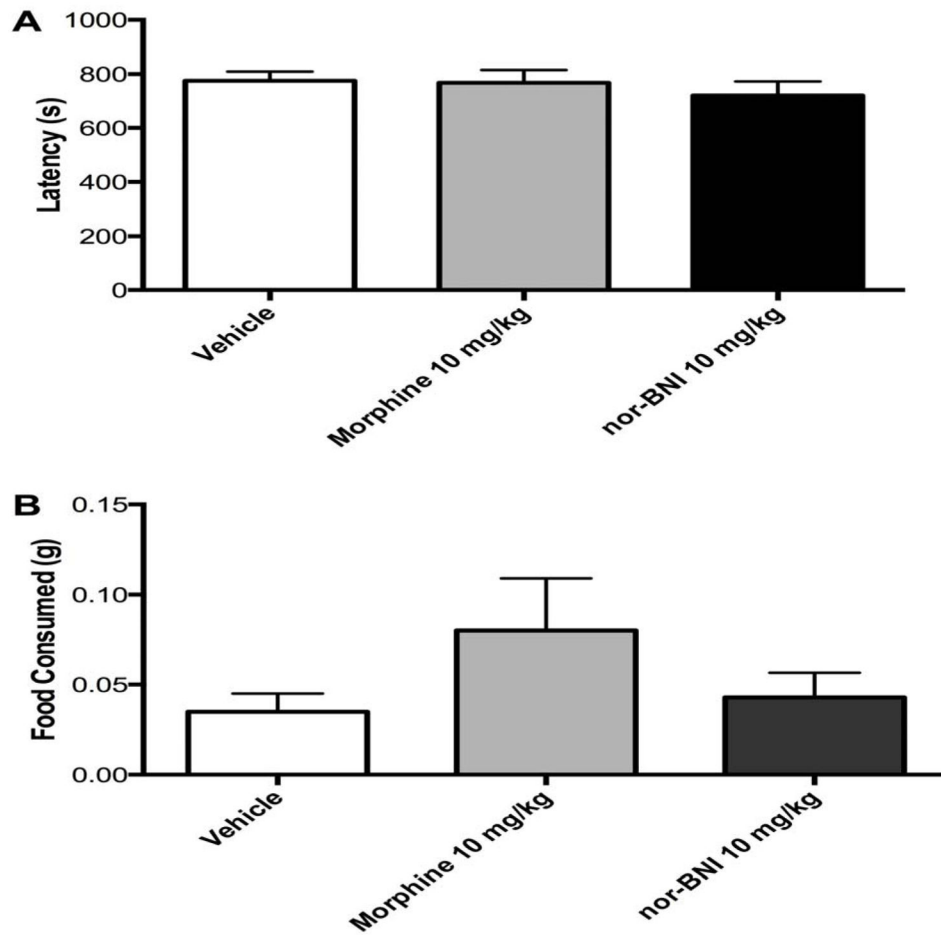 A
Latency (s)
1000
800
600
400
200
0
Vehicle
Morphine 10 mg/kg
nor-BNI 10 mg/kg
B
Food Consumed (g)
0.15
0.10
0.05
0.00
Vehicle
Morphine 10 mg/kg
nor-BNI 10 mg/kg